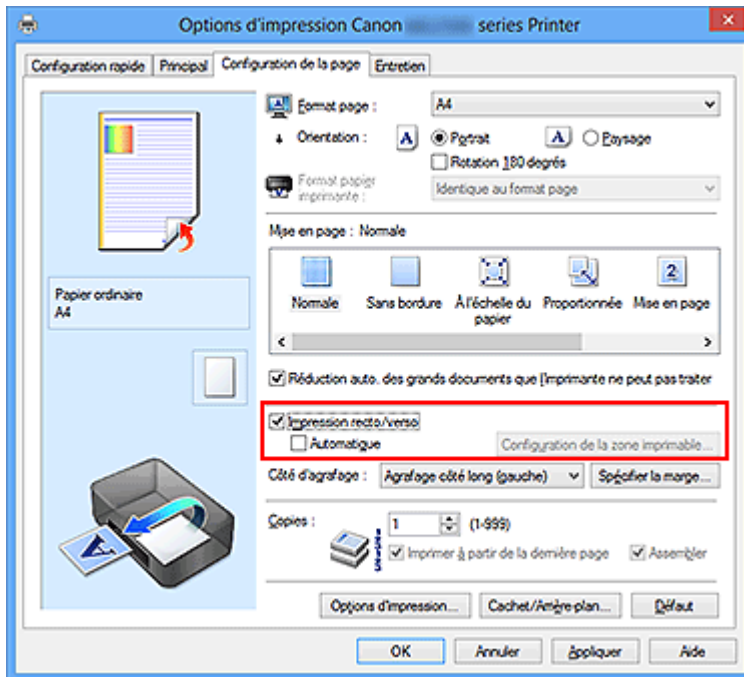 Options d'impression Canon series Printer
Configuration rapide Principal Configuration de la page Entretien
Format page : A4
Orientation : A Portrait A Paysage
Rotation 180 degrés
Format papier imprimante : Identique au format page
Mise en page : Normale
Normale Sans bordure À l'échelle du papier Proportionnée Mise en page
Papier ordinaire
A4
Réduction auto. des grands documents que l'imprimante ne peut pas traiter
Impression recto/verso
Automatique Configuration de la zone imprimable...
Côté d'agrafage : Agrafage côté long (gauche) Spécifier la marge...
Copies : 1 (1-999)
Imprimer à partir de la dernière page Assembler
Options d'impression... Cachet/Arrière-plan... Défaut
OK Annuler Appliquer Aide